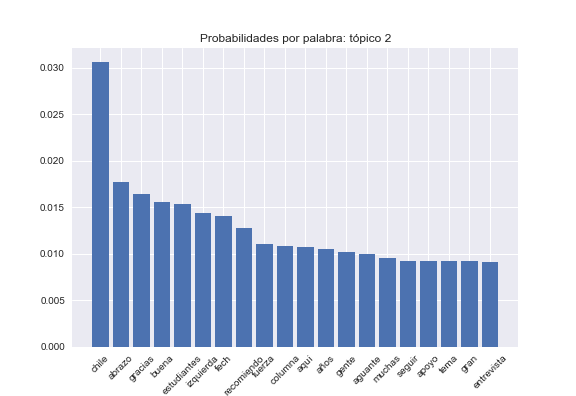 Probabilidades por palabra: tópico 2
0.030
0.025
0.020
0.015
0.010
0.005
0.000
chile
abrazo
gracias
buena
estudiantes
izquierda
fech
recomiendo
fuerza
columna
aqui
años
gente
aguante
muchas
seguir
apoyo
tema
gran
entrevista